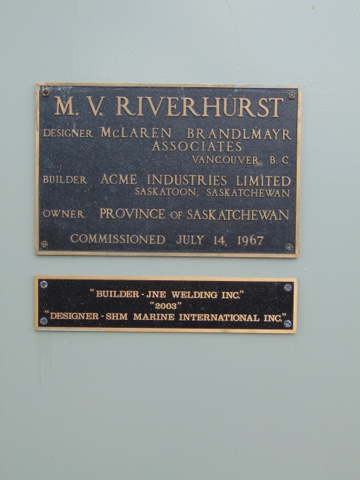 M. V. RIVERHURST
DESIGNER McLAREN BRANDLMAYR
ASSOCIATES
VANCOUVER, B.C.
BUILDER ACME INDUSTRIES LIMITED
SASKATOON, SASKATCHEWAN
OWNER PROVINCE OF SASKATCHEWAN
COMMISSIONED JULY 14, 1967
"BUILDER - JNE WELDING INC."
"2003"
"DESIGNER - SHM MARINE INTERNATIONAL INC."